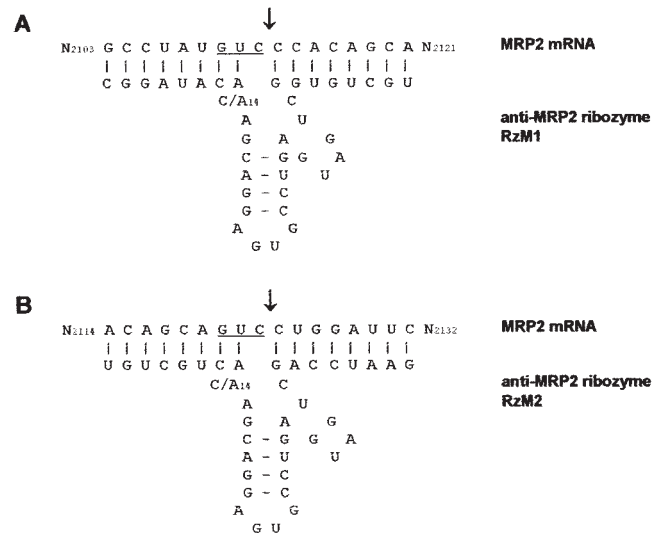 A
N2103 G C C U A U G U C C C A C A G C A N2121 MRP2 mRNA
C G G A U A C A G G U G U C G U
C/A14 C
anti-MRP2 ribozyme
A U
RzM1
G A G
C - G G A
A - U U
G - C
G - C
A G
G U
B
N2114 A C A G C A G U C C U G G A U U C N2132 MRP2 mRNA
U G U C G U C A G A C C U A A G
C/A14 C
anti-MRP2 ribozyme
A U
RzM2
G A G
C - G G A
A - U U
G - C
G - C
A G
G U